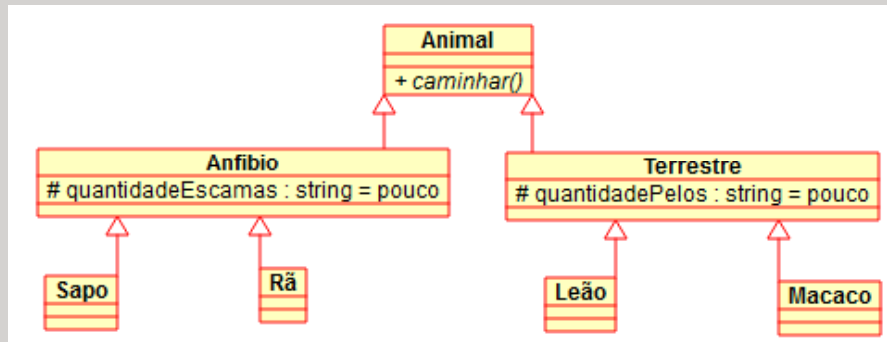 Animal
+ caminhar()
Anfibio
# quantidadeEscamas : string = pouco
Terrestre
# quantidadePelos : string = pouco
Sapo
Rã
Leão
Macaco